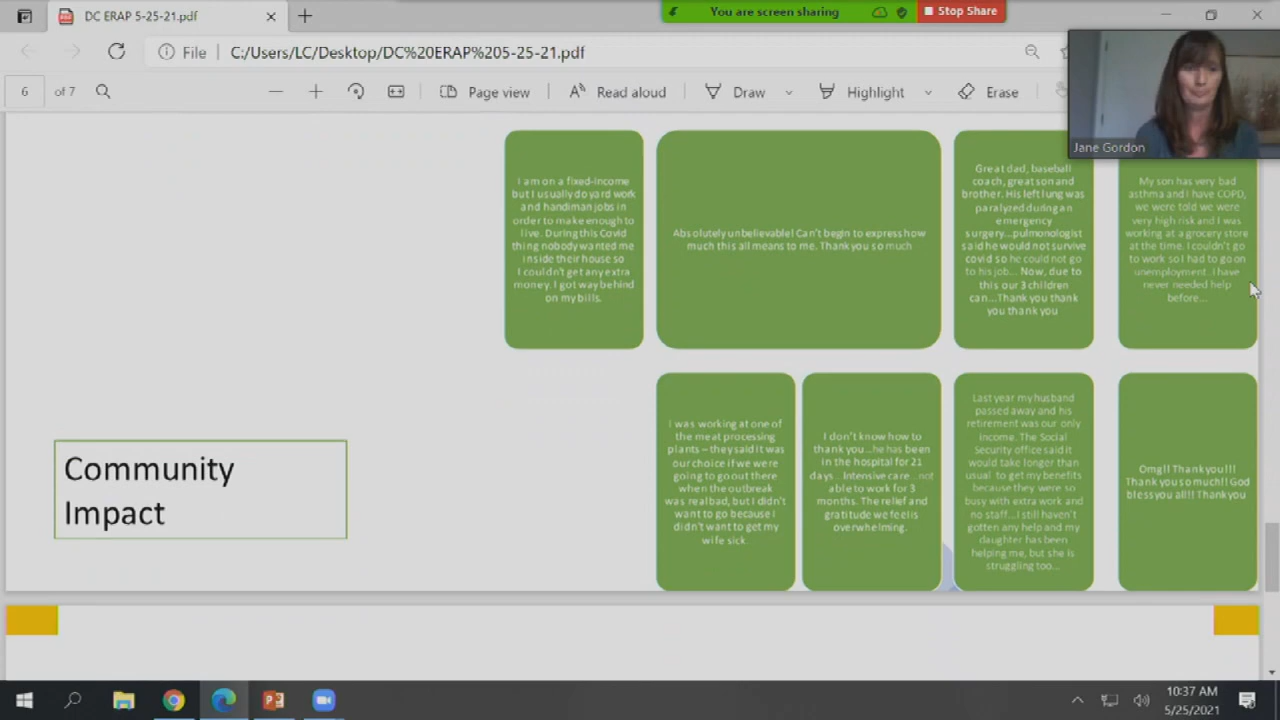 DC ERAP 5-25-21.pdf
You are screen sharing
Stop Share
File
C:/Users/LC/Desktop/DC%20ERAP%205-25-21.pdf
6
of 7
Page view
Read aloud
Draw
Highlight
Erase
Jane Gordon
I am on a fixed-income
but I usually do yard work
and handiman jobs in
order to make enough to
live. During this Covid
thing nobody wanted me
inside their house so
I couldn't get any extra
money. I got way behind
on my bills.
Absolutely unbelievable! Can't begin to express how
much this all means to me. Thank you so much
Great dad, baseball
coach, great son and
brother. His left lung was
paralyzed during an
emergency
surgery...pulmonologist
said he would not survive
covid so he could not go
to his job... Now, due to
this our 3 children
can...Thank you thank
you thank you
My son has very bad
asthma and I have COPD,
we were told we were
very high risk and I was
working at a grocery store
at the time. I couldn't go
to work so I had to go on
unemployment. I have
never needed help
before...
Community
Impact
I was working at one of
the meat processing
plants – they said it was
our choice if we were
going to go out there
when the outbreak
was real bad, but I didn't
want to go because I
didn't want to get my
wife sick.
I don't know how to
thank you...he has been
in the hospital for 21
days...Intensive care...not
able to work for 3
months. The relief and
gratitude we feel is
overwhelming.
Last year my husband
passed away and his
retirement was our only
income. The Social
Security office said it
would take longer than
usual to get my benefits
because they were so
busy with extra work and
no staff...I still haven't
gotten any help and my
daughter has been
helping me, but she is
struggling too...
Omg!! Thank you!!!
Thank you so much!! God
bless you all!!! Thank you
10:37 AM
5/25/2021